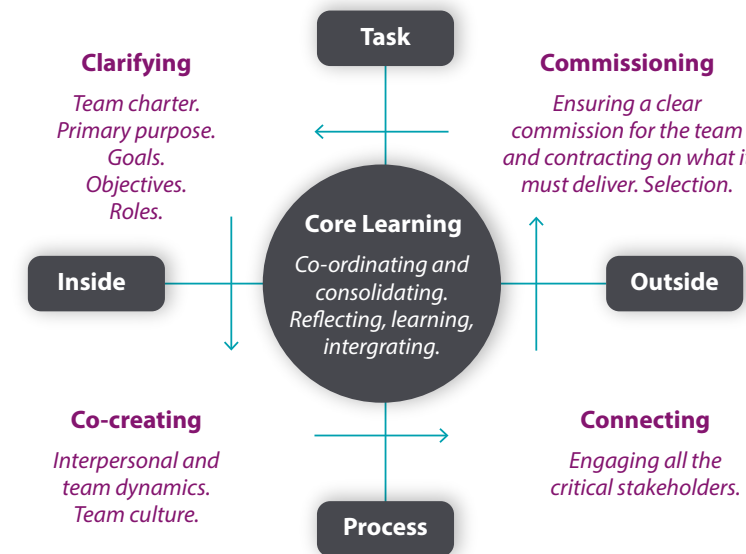 Task
Clarifying
Team charter.
Primary purpose.
Goals.
Objectives.
Roles.
Commissioning
Ensuring a clear
commission for the team
and contracting on what i
must deliver. Selection.
Core Learning
Co-ordinating and
consolidating.
Reflecting, learning,
intergrating.
Inside
Outside
Co-creating
Interpersonal and
team dynamics.
Team culture.
Connecting
Engaging all the
critical stakeholders.
Process